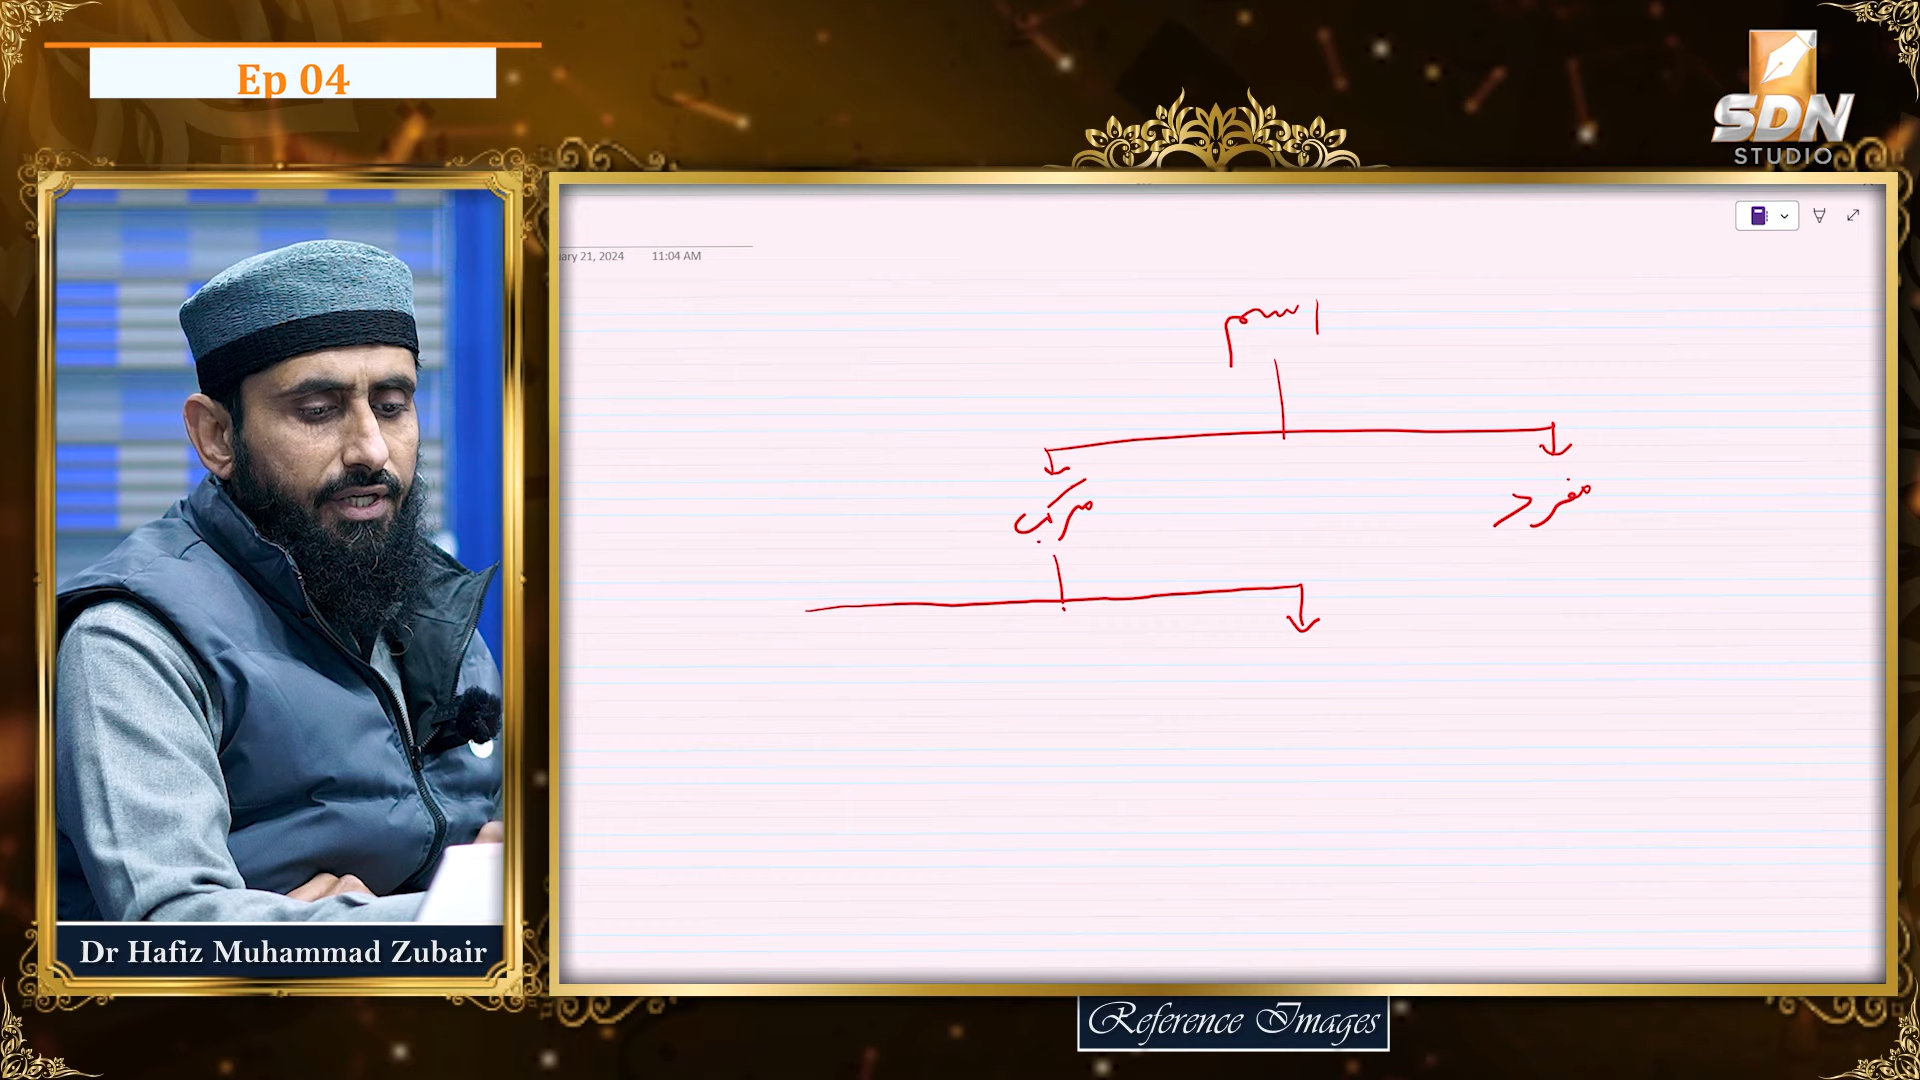 Ep 04
SDN
STUDIO
ary 21, 2024 11:04 AM
اسم
مفرد
مرکب
Dr Hafiz Muhammad Zubair
Reference Images